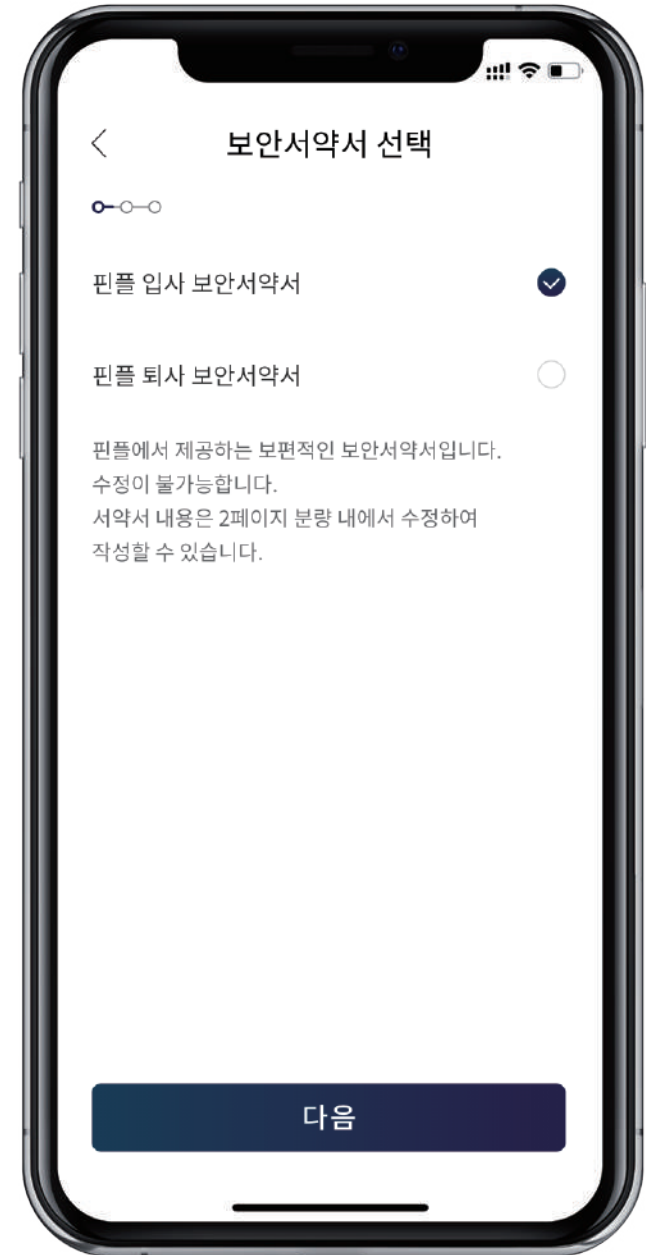 보안서약서 선택
핀플 입사 보안서약서
핀플 퇴사 보안서약서
핀플에서 제공하는 보편적인 보안서약서입니다.
수정이 불가능합니다.
서약서 내용은 2페이지 분량 내에서 수정하여
작성할 수 있습니다.
다음